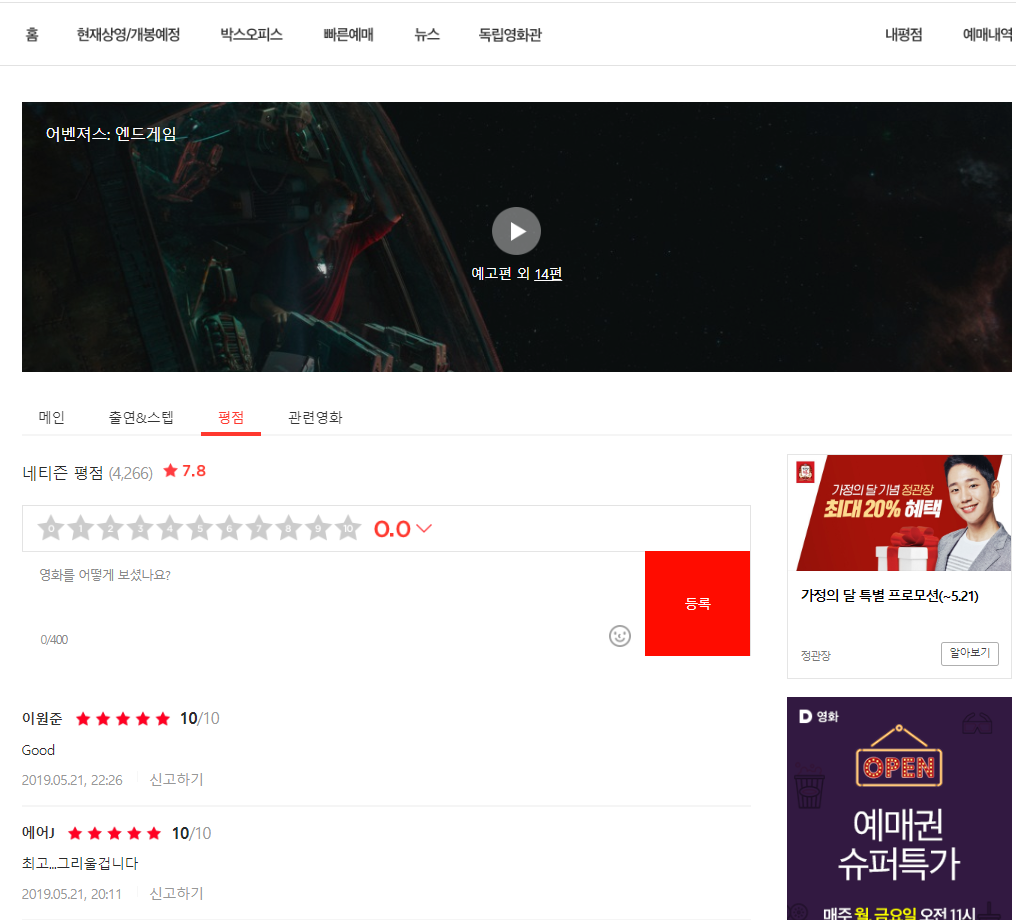 홈 현재상영/개봉예정 박스오피스 빠른예매 뉴스 독립영화관 내평점 예매내역
어벤져스: 엔드게임
예고편 외 14편
메인 출연&스텝 평점 관련영화
네티즌 평점 (4,266) 7.8
0 1 2 3 4 5 6 7 8 9 10 0.0
영화를 어떻게 보셨나요?
등록
0/400
이원준 10/10
Good
2019.05.21, 22:26 신고하기
에어J 10/10
최고...그리울겁니다
2019.05.21, 20:11 신고하기
가정의 달 기념 정관장
최대 20% 혜택
가정의 달 특별 프로모션(~5.21)
정관장 알아보기
D 영화
OPEN
예매권
슈퍼특가
매주 월, 금요일 오전 11시